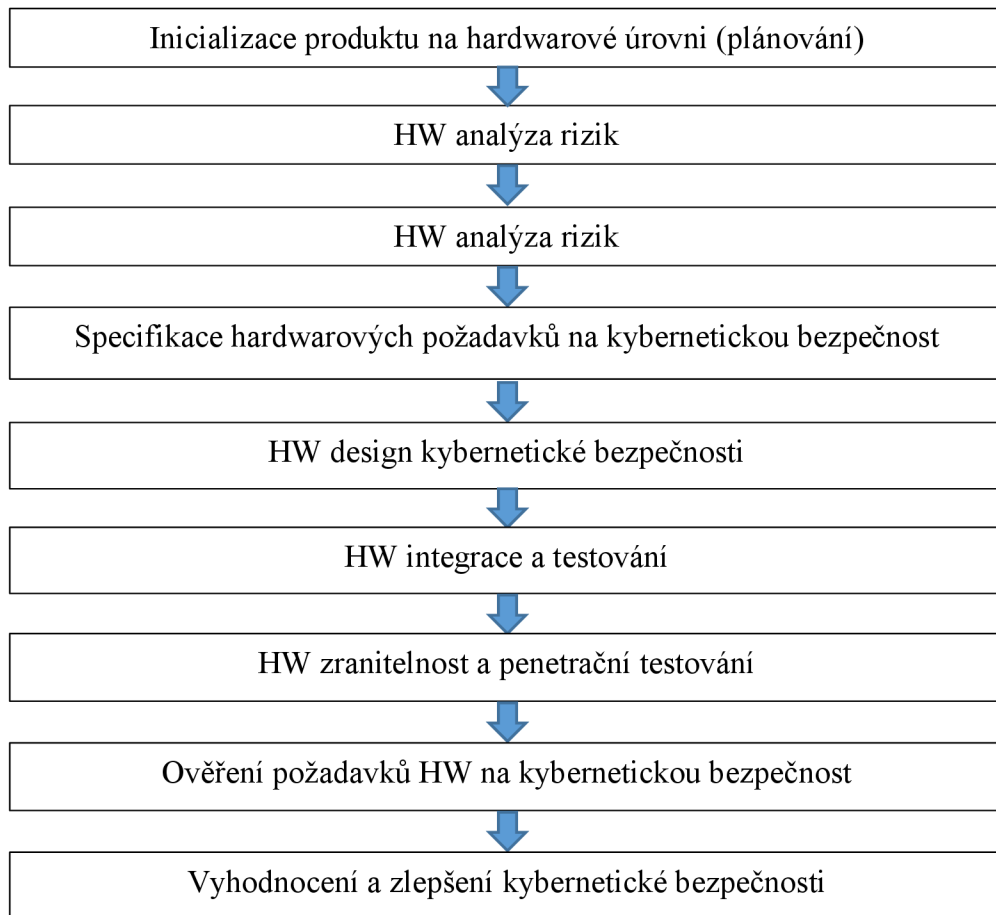 Inicializace produktu na hardwarové úrovni (plánování)
HW analýza rizik
HW analýza rizik
Specifikace hardwarových požadavků na kybernetickou bezpečnost
HW design kybernetické bezpečnosti
HW integrace a testování
HW zranitelnost a penetrační testování
Ověření požadavků HW na kybernetickou bezpečnost
Vyhodnocení a zlepšení kybernetické bezpečnosti